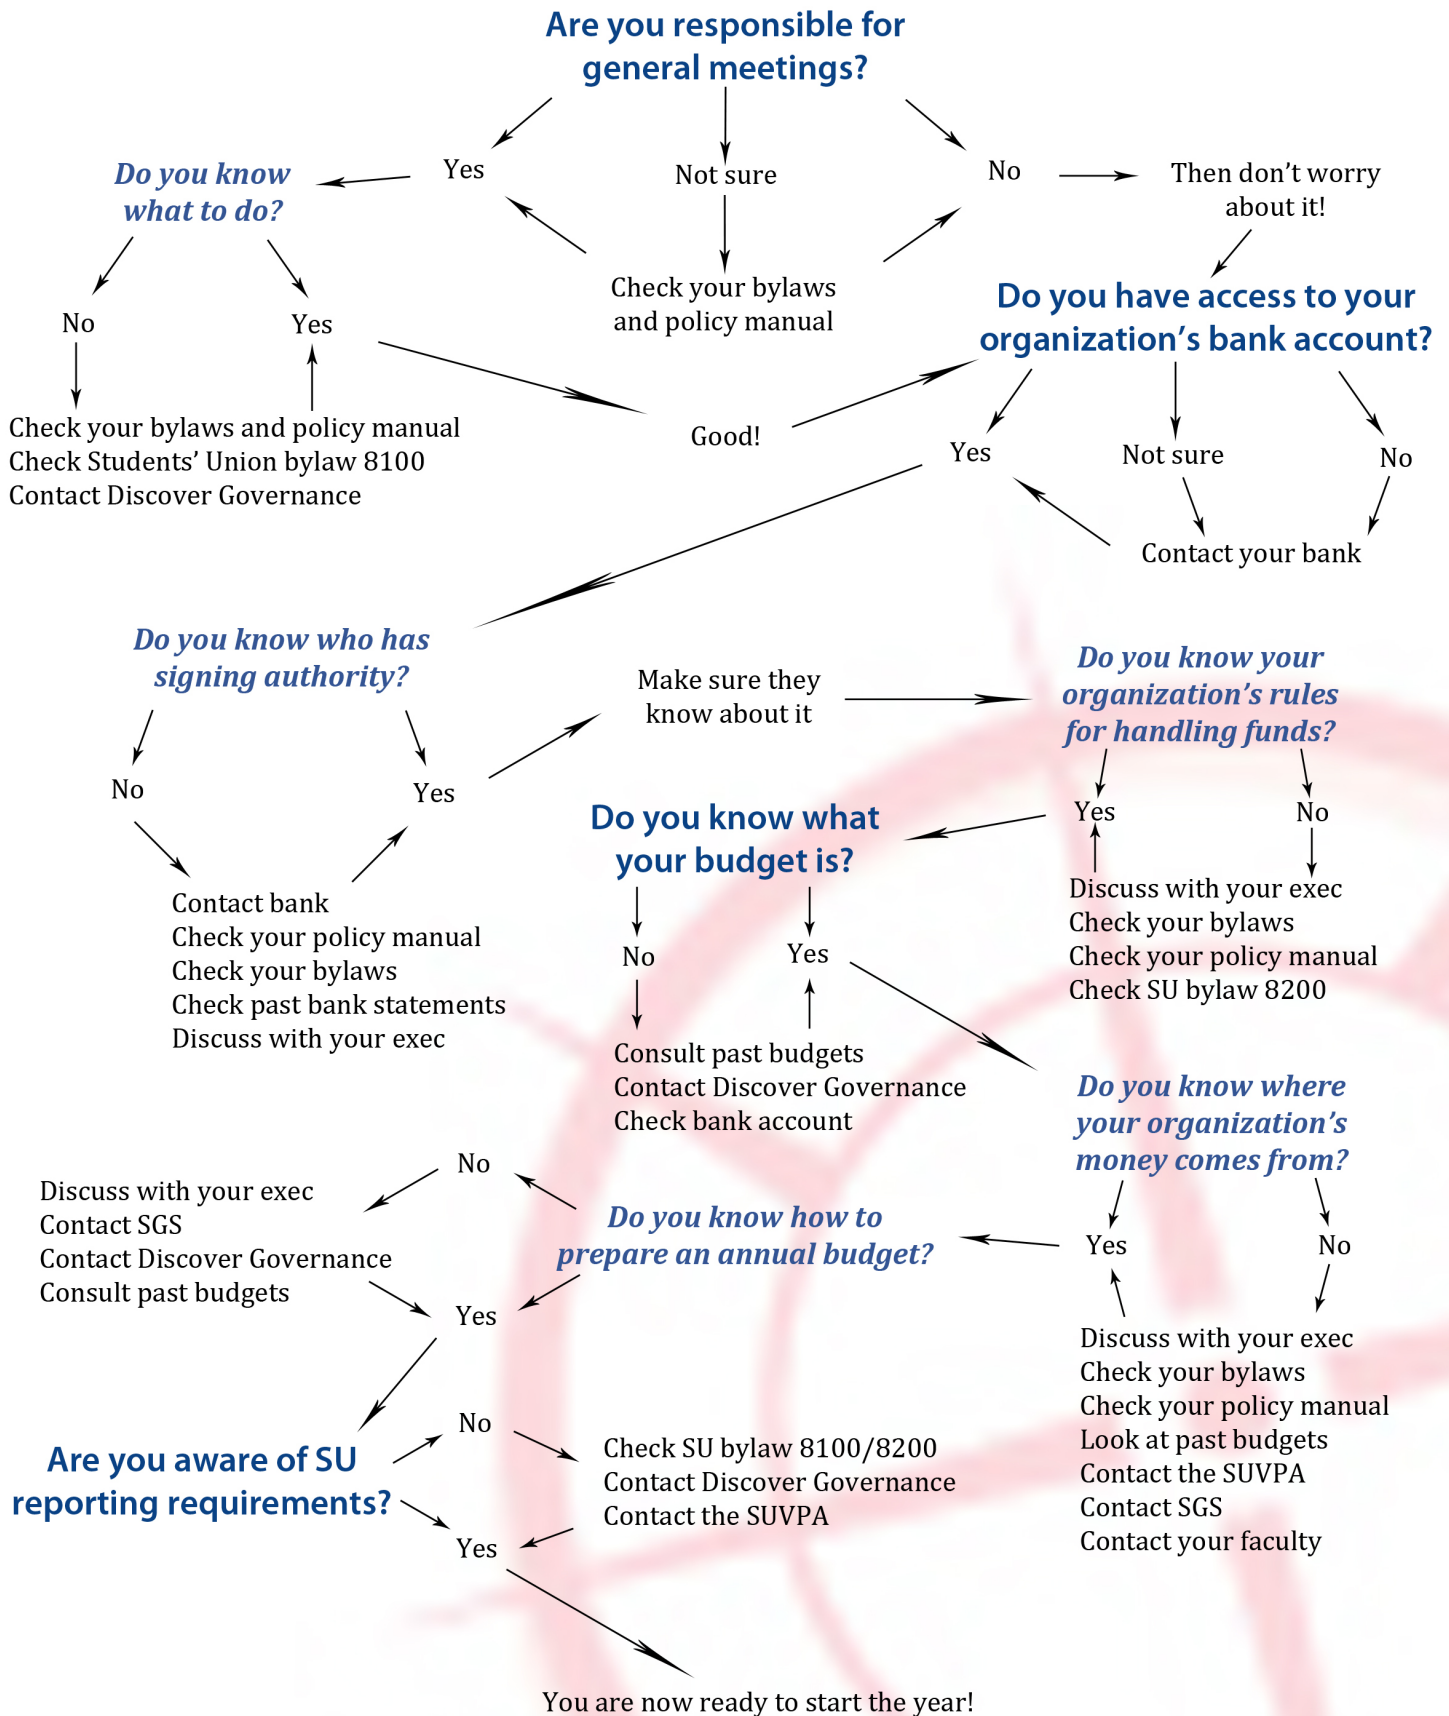 Are you responsible for
general meetings?
Yes
Not sure
No
Then don't worry
about it!
Do you know
what to do?
Check your bylaws
and policy manual
Do you have access to your
organization's bank account?
No
Yes
Check your bylaws and policy manual
Check Students' Union bylaw 8100
Contact Discover Governance
Good!
Yes
Not sure
No
Contact your bank
Do you know who has
signing authority?
Make sure they
know about it
Do you know your
organization's rules
for handling funds?
No
Yes
Contact bank
Check your policy manual
Check your bylaws
Check past bank statements
Discuss with your exec
Yes
No
Discuss with your exec
Check your bylaws
Check your policy manual
Check SU bylaw 8200
Do you know what
your budget is?
No
Yes
Consult past budgets
Contact Discover Governance
Check bank account
Do you know where
your organization's
money comes from?
Yes
No
Discuss with your exec
Check your bylaws
Check your policy manual
Look at past budgets
Contact the SUVPA
Contact SGS
Contact your faculty
Do you know how to
prepare an annual budget?
No
Discuss with your exec
Contact SGS
Contact Discover Governance
Consult past budgets
Yes
Are you aware of SU
reporting requirements?
No
Check SU bylaw 8100/8200
Contact Discover Governance
Contact the SUVPA
Yes
You are now ready to start the year!